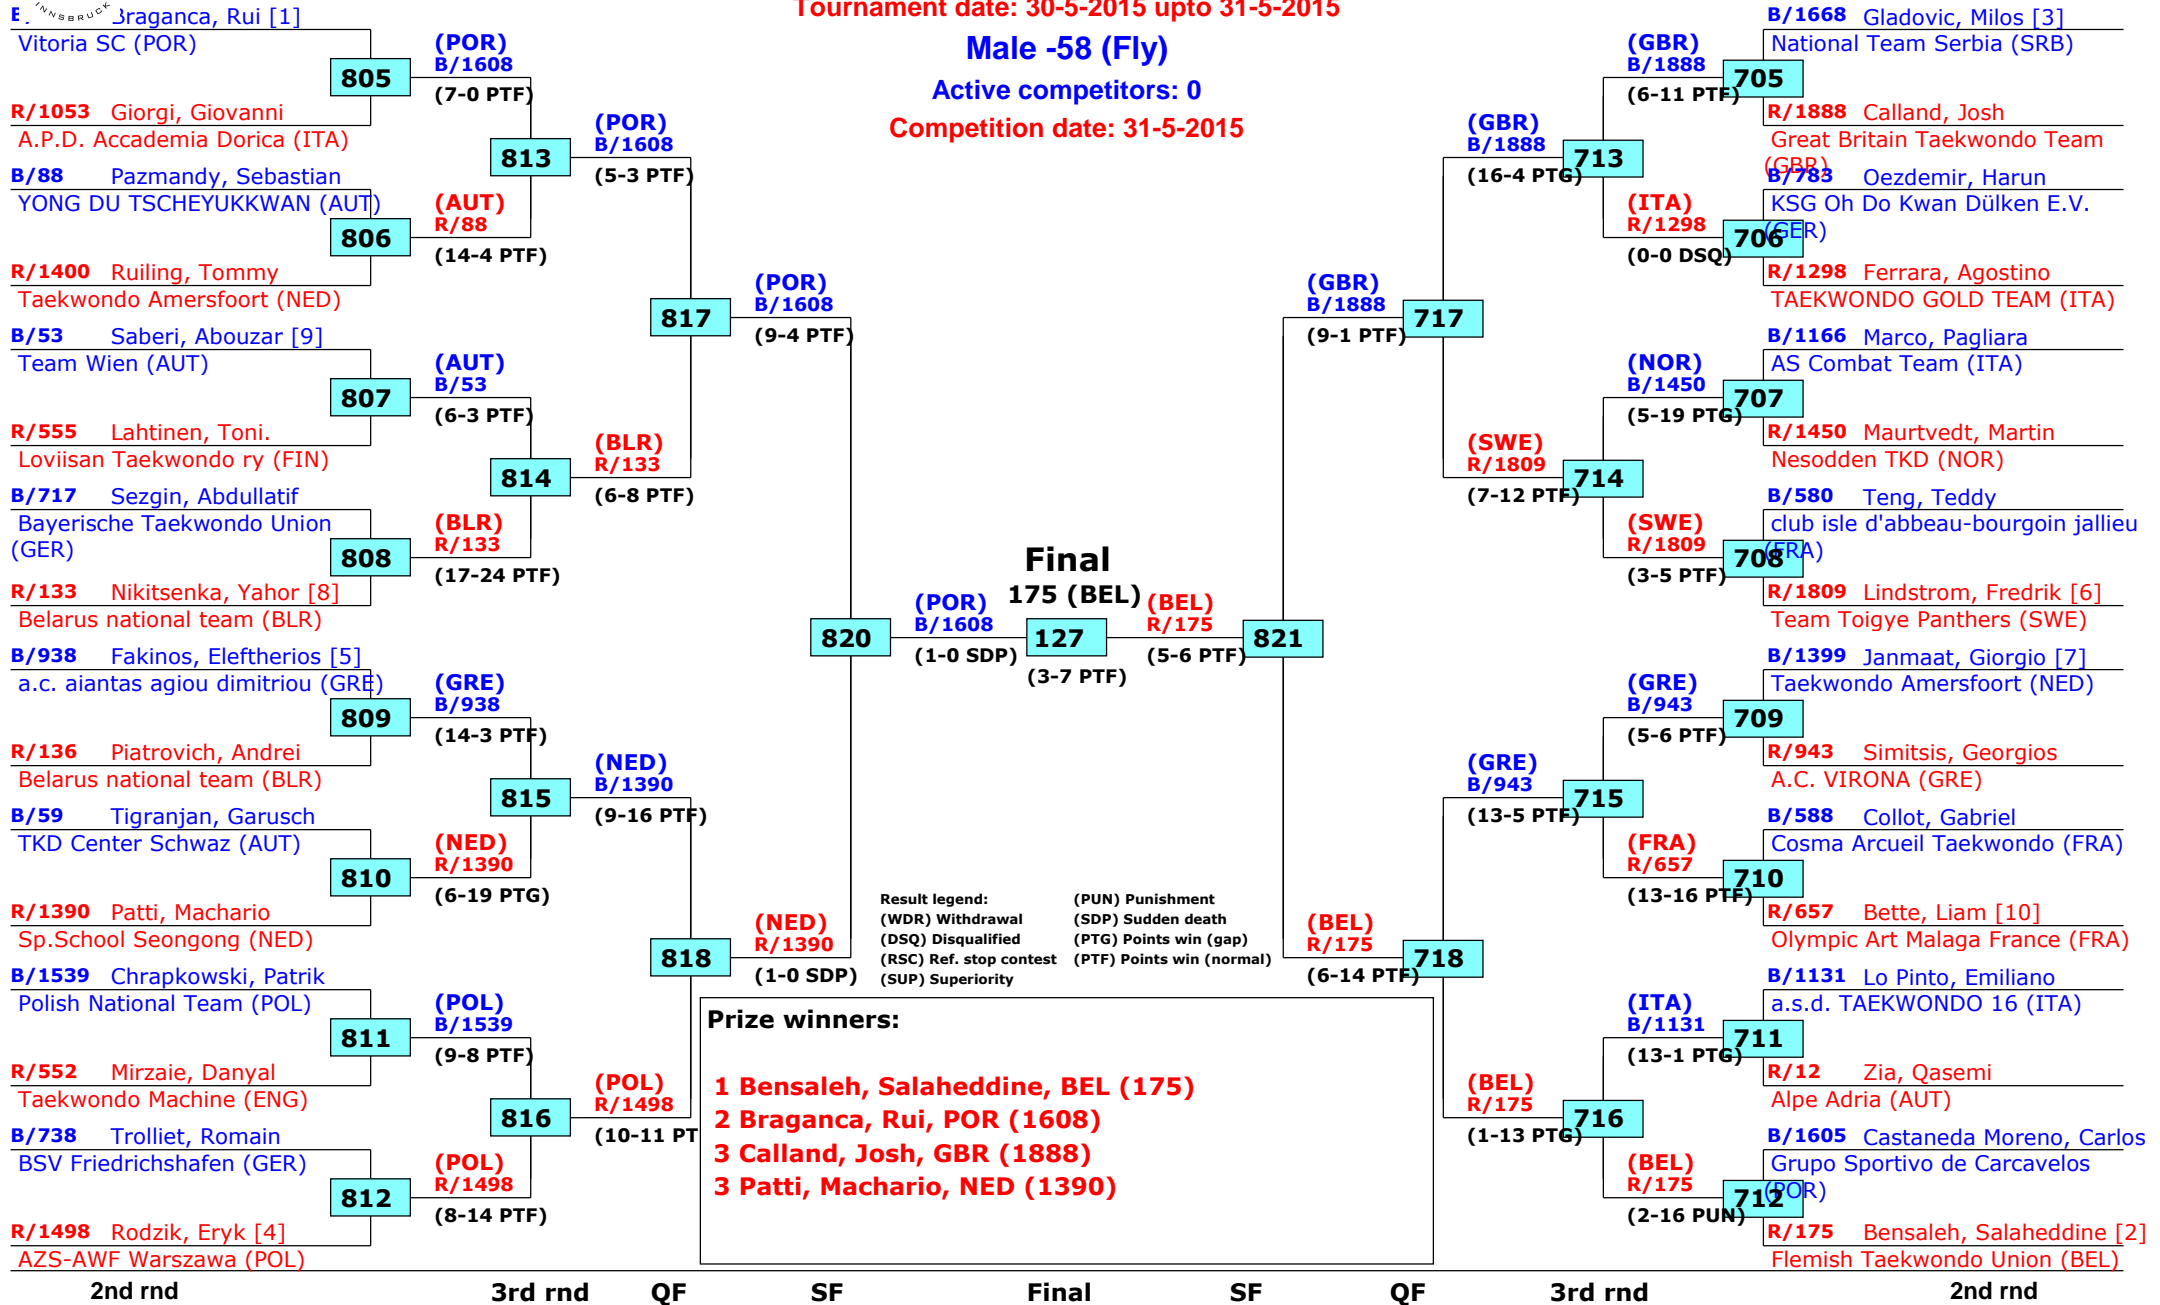 INNSBRUCK
Tournament date: 30-5-2015 upto 31-5-2015
Male -58 (Fly)
Active competitors: 0
Competition date: 31-5-2015
Braganca, Rui [1]
Vitoria SC (POR)
805
R/1053 Giorgi, Giovanni
A.P.D. Accademia Dorica (ITA)
B/88 Pazmandy, Sebastian
YONG DU TSCHEYUKKWAN (AUT)
806
R/1400 Ruiling, Tommy
Taekwondo Amersfoort (NED)
B/53 Saberi, Abouzar [9]
Team Wien (AUT)
807
R/555 Lahtinen, Toni.
Loviisan Taekwondo ry (FIN)
B/717 Sezgin, Abdullatif
Bayerische Taekwondo Union
(GER)
808
R/133 Nikitsenka, Yahor [8]
Belarus national team (BLR)
B/938 Fakinos, Eleftherios [5]
a.c. aiantas agiou dimitriou (GRE)
809
R/136 Piatrovich, Andrei
Belarus national team (BLR)
B/59 Tigranjan, Garusch
TKD Center Schwaz (AUT)
810
R/1390 Patti, Machario
Sp.School Seongong (NED)
B/1539 Chrapkowski, Patrik
Polish National Team (POL)
811
R/552 Mirzaie, Danyal
Taekwondo Machine (ENG)
B/738 Trolliet, Romain
BSV Friedrichshafen (GER)
812
R/1498 Rodzik, Eryk [4]
AZS-AWF Warszawa (POL)
(POR)
B/1608
(7-0 PTF)
813
(AUT)
R/88
(14-4 PTF)
(AUT)
B/53
(6-3 PTF)
814
(BLR)
R/133
(17-24 PTF)
(GRE)
B/938
(14-3 PTF)
815
(NED)
R/1390
(6-19 PTG)
(POL)
B/1539
(9-8 PTF)
816
(POL)
R/1498
(8-14 PTF)
(POR)
B/1608
(5-3 PTF)
817
(BLR)
R/133
(6-8 PTF)
(NED)
B/1390
(9-16 PTF)
818
(POL)
R/1498
(10-11 PT
(POR)
B/1608
(9-4 PTF)
820
(NED)
R/1390
(1-0 SDP)
(POR)
B/1608
(1-0 SDP)
Final
175 (BEL)
127
(3-7 PTF)
(BEL)
R/175
(5-6 PTF)
821
(GBR)
B/1888
(9-1 PTF)
717
(BEL)
R/175
(6-14 PTF)
718
(GBR)
B/1888
(16-4 PTG)
713
(SWE)
R/1809
(7-12 PTF)
714
(GRE)
B/943
(13-5 PTF)
715
(BEL)
R/175
(1-13 PTG)
716
(GBR)
B/1888
(6-11 PTF)
705
(ITA)
R/1298
(0-0 DSQ)
706
(NOR)
B/1450
(5-19 PTG)
707
(SWE)
R/1809
(3-5 PTF)
708
(GRE)
B/943
(5-6 PTF)
709
(FRA)
R/657
(13-16 PTF)
710
(ITA)
B/1131
(13-1 PTG)
711
(BEL)
R/175
(2-16 PUN)
712
B/1668 Gladovic, Milos [3]
National Team Serbia (SRB)
R/1888 Calland, Josh
Great Britain Taekwondo Team
(GBR)
B/783 Oezdemir, Harun
KSG Oh Do Kwan Dülken E.V.
(GER)
R/1298 Ferrara, Agostino
TAEKWONDO GOLD TEAM (ITA)
B/1166 Marco, Pagliara
AS Combat Team (ITA)
R/1450 Maurtvedt, Martin
Nesodden TKD (NOR)
B/580 Teng, Teddy
club isle d'abbeau-bourgoin jallieu
(FRA)
R/1809 Lindstrom, Fredrik [6]
Team Toigye Panthers (SWE)
B/1399 Janmaat, Giorgio [7]
Taekwondo Amersfoort (NED)
R/943 Simitsis, Georgios
A.C. VIRONA (GRE)
B/588 Collot, Gabriel
Cosma Arcueil Taekwondo (FRA)
R/657 Bette, Liam [10]
Olympic Art Malaga France (FRA)
B/1131 Lo Pinto, Emiliano
a.s.d. TAEKWONDO 16 (ITA)
R/12 Zia, Qasemi
Alpe Adria (AUT)
B/1605 Castaneda Moreno, Carlos
Grupo Sportivo de Carcavelos
(POR)
R/175 Bensaleh, Salaheddine [2]
Flemish Taekwondo Union (BEL)
Result legend:
(WDR) Withdrawal
(DSQ) Disqualified
(RSC) Ref. stop contest
(SUP) Superiority
(PUN) Punishment
(SDP) Sudden death
(PTG) Points win (gap)
(PTF) Points win (normal)
Prize winners:
1 Bensaleh, Salaheddine, BEL (175)
2 Braganca, Rui, POR (1608)
3 Calland, Josh, GBR (1888)
3 Patti, Machario, NED (1390)
2nd rnd 3rd rnd QF SF Final SF QF 3rd rnd 2nd rnd